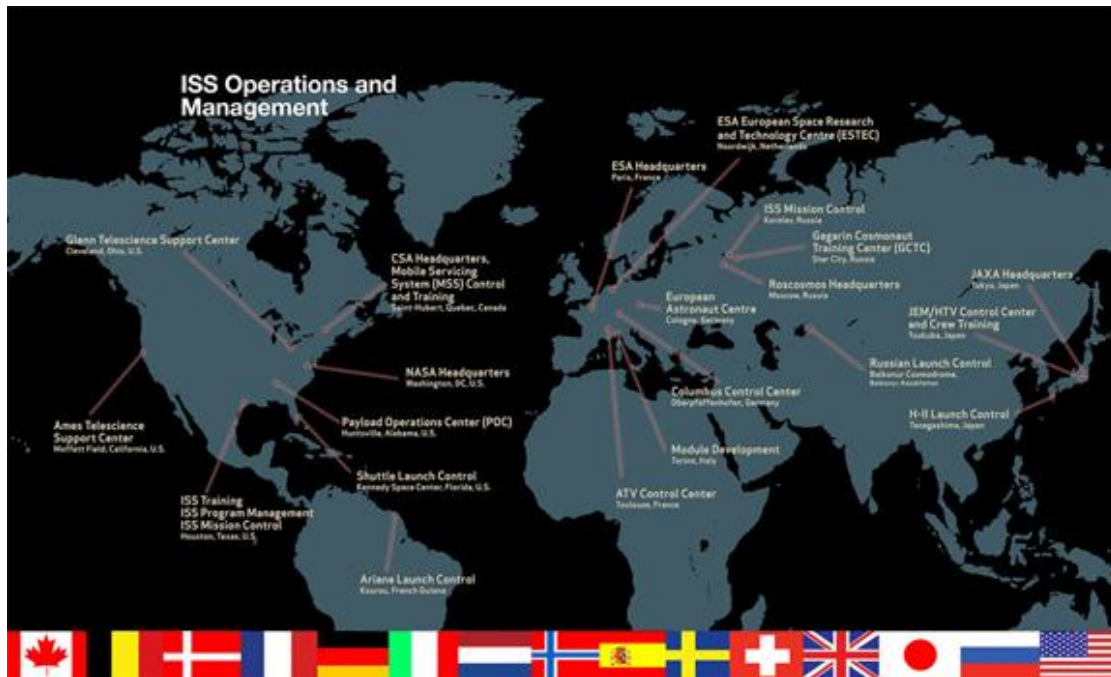 ISS Operations and
Management
ESA European Space Research
and Technology Centre (ESTEC)
Noordwijk, Netherlands
ESA Headquarters
Paris, France
ISS Mission Control
Korolev, Russia
Gagarin Cosmonaut
Training Center (GCTC)
Star City, Russia
Roscosmos Headquarters
Moscow, Russia
Glenn Telescience Support Center
Cleveland, Ohio, U.S.
CSA Headquarters,
Mobile Servicing
System (MSS) Control
and Training
Saint-Hubert, Quebec, Canada
JAXA Headquarters
Tokyo, Japan
JEM/HTV Control Center
and Crew Training
Tsukuba, Japan
European
Astronaut Centre
Cologne, Germany
Russian Launch Control
Baikonur Cosmodrome,
Baikonur, Kazakhstan
NASA Headquarters
Washington, DC, U.S.
Columbus Control Center
Oberpfaffenhofen, Germany
H-II Launch Control
Tanegashima, Japan
Payload Operations Center (POC)
Huntsville, Alabama, U.S.
Ames Telescience
Support Center
Moffett Field, California, U.S.
Module Development
Torino, Italy
Shuttle Launch Control
Kennedy Space Center, Florida, U.S.
ATV Control Center
Toulouse, France
ISS Training
ISS Program Management
ISS Mission Control
Houston, Texas, U.S.
Ariane Launch Control
Kourou, French Guiana